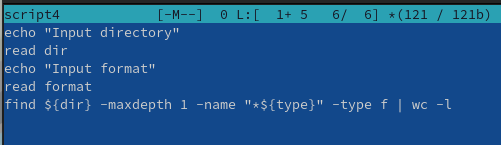 script4 [-M--] 0 L:[ 1+ 5 6/ 6] *(121 / 121b)
echo "Input directory"
read dir
echo "Input format"
read format
find ${dir} -maxdepth 1 -name "*${type}" -type f | wc -l